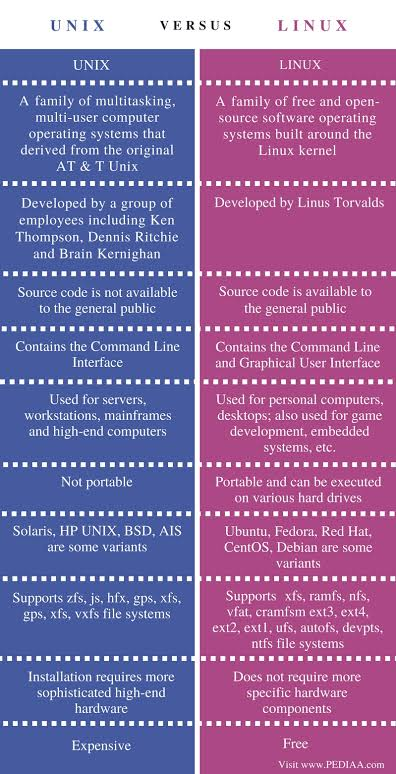 UNIX VERSUS LINUX
UNIX
LINUX
A family of multitasking,
multi-user computer
operating systems that
derived from the original
AT & T Unix
A family of free and open-
source software operating
systems built around the
Linux kernel
Developed by a group of
employees including Ken
Thompson, Dennis Ritchie
and Brain Kernighan
Developed by Linus Torvalds
Source code is not available
to the general public
Source code is available to
the general public
Contains the Command Line
Interface
Contains the Command Line
and Graphical User Interface
Used for servers,
workstations, mainframes
and high-end computers
Used for personal computers,
desktops; also used for game
development, embedded
systems, etc.
Not portable
Portable and can be executed
on various hard drives
Solaris, HP UNIX, BSD, AIS
are some variants
Ubuntu, Fedora, Red Hat,
CentOS, Debian are some
variants
Supports zfs, js, hfx, gps, xfs,
gps, xfs, vxfs file systems
Supports xfs, ramfs, nfs,
vfat, cramfsm ext3, ext4,
ext2, ext1, ufs, autofs, devpts,
ntfs file systems
Installation requires more
sophisticated high-end
hardware
Does not require more
specific hardware
components
Expensive
Free
Visit www.PEDIAA.com